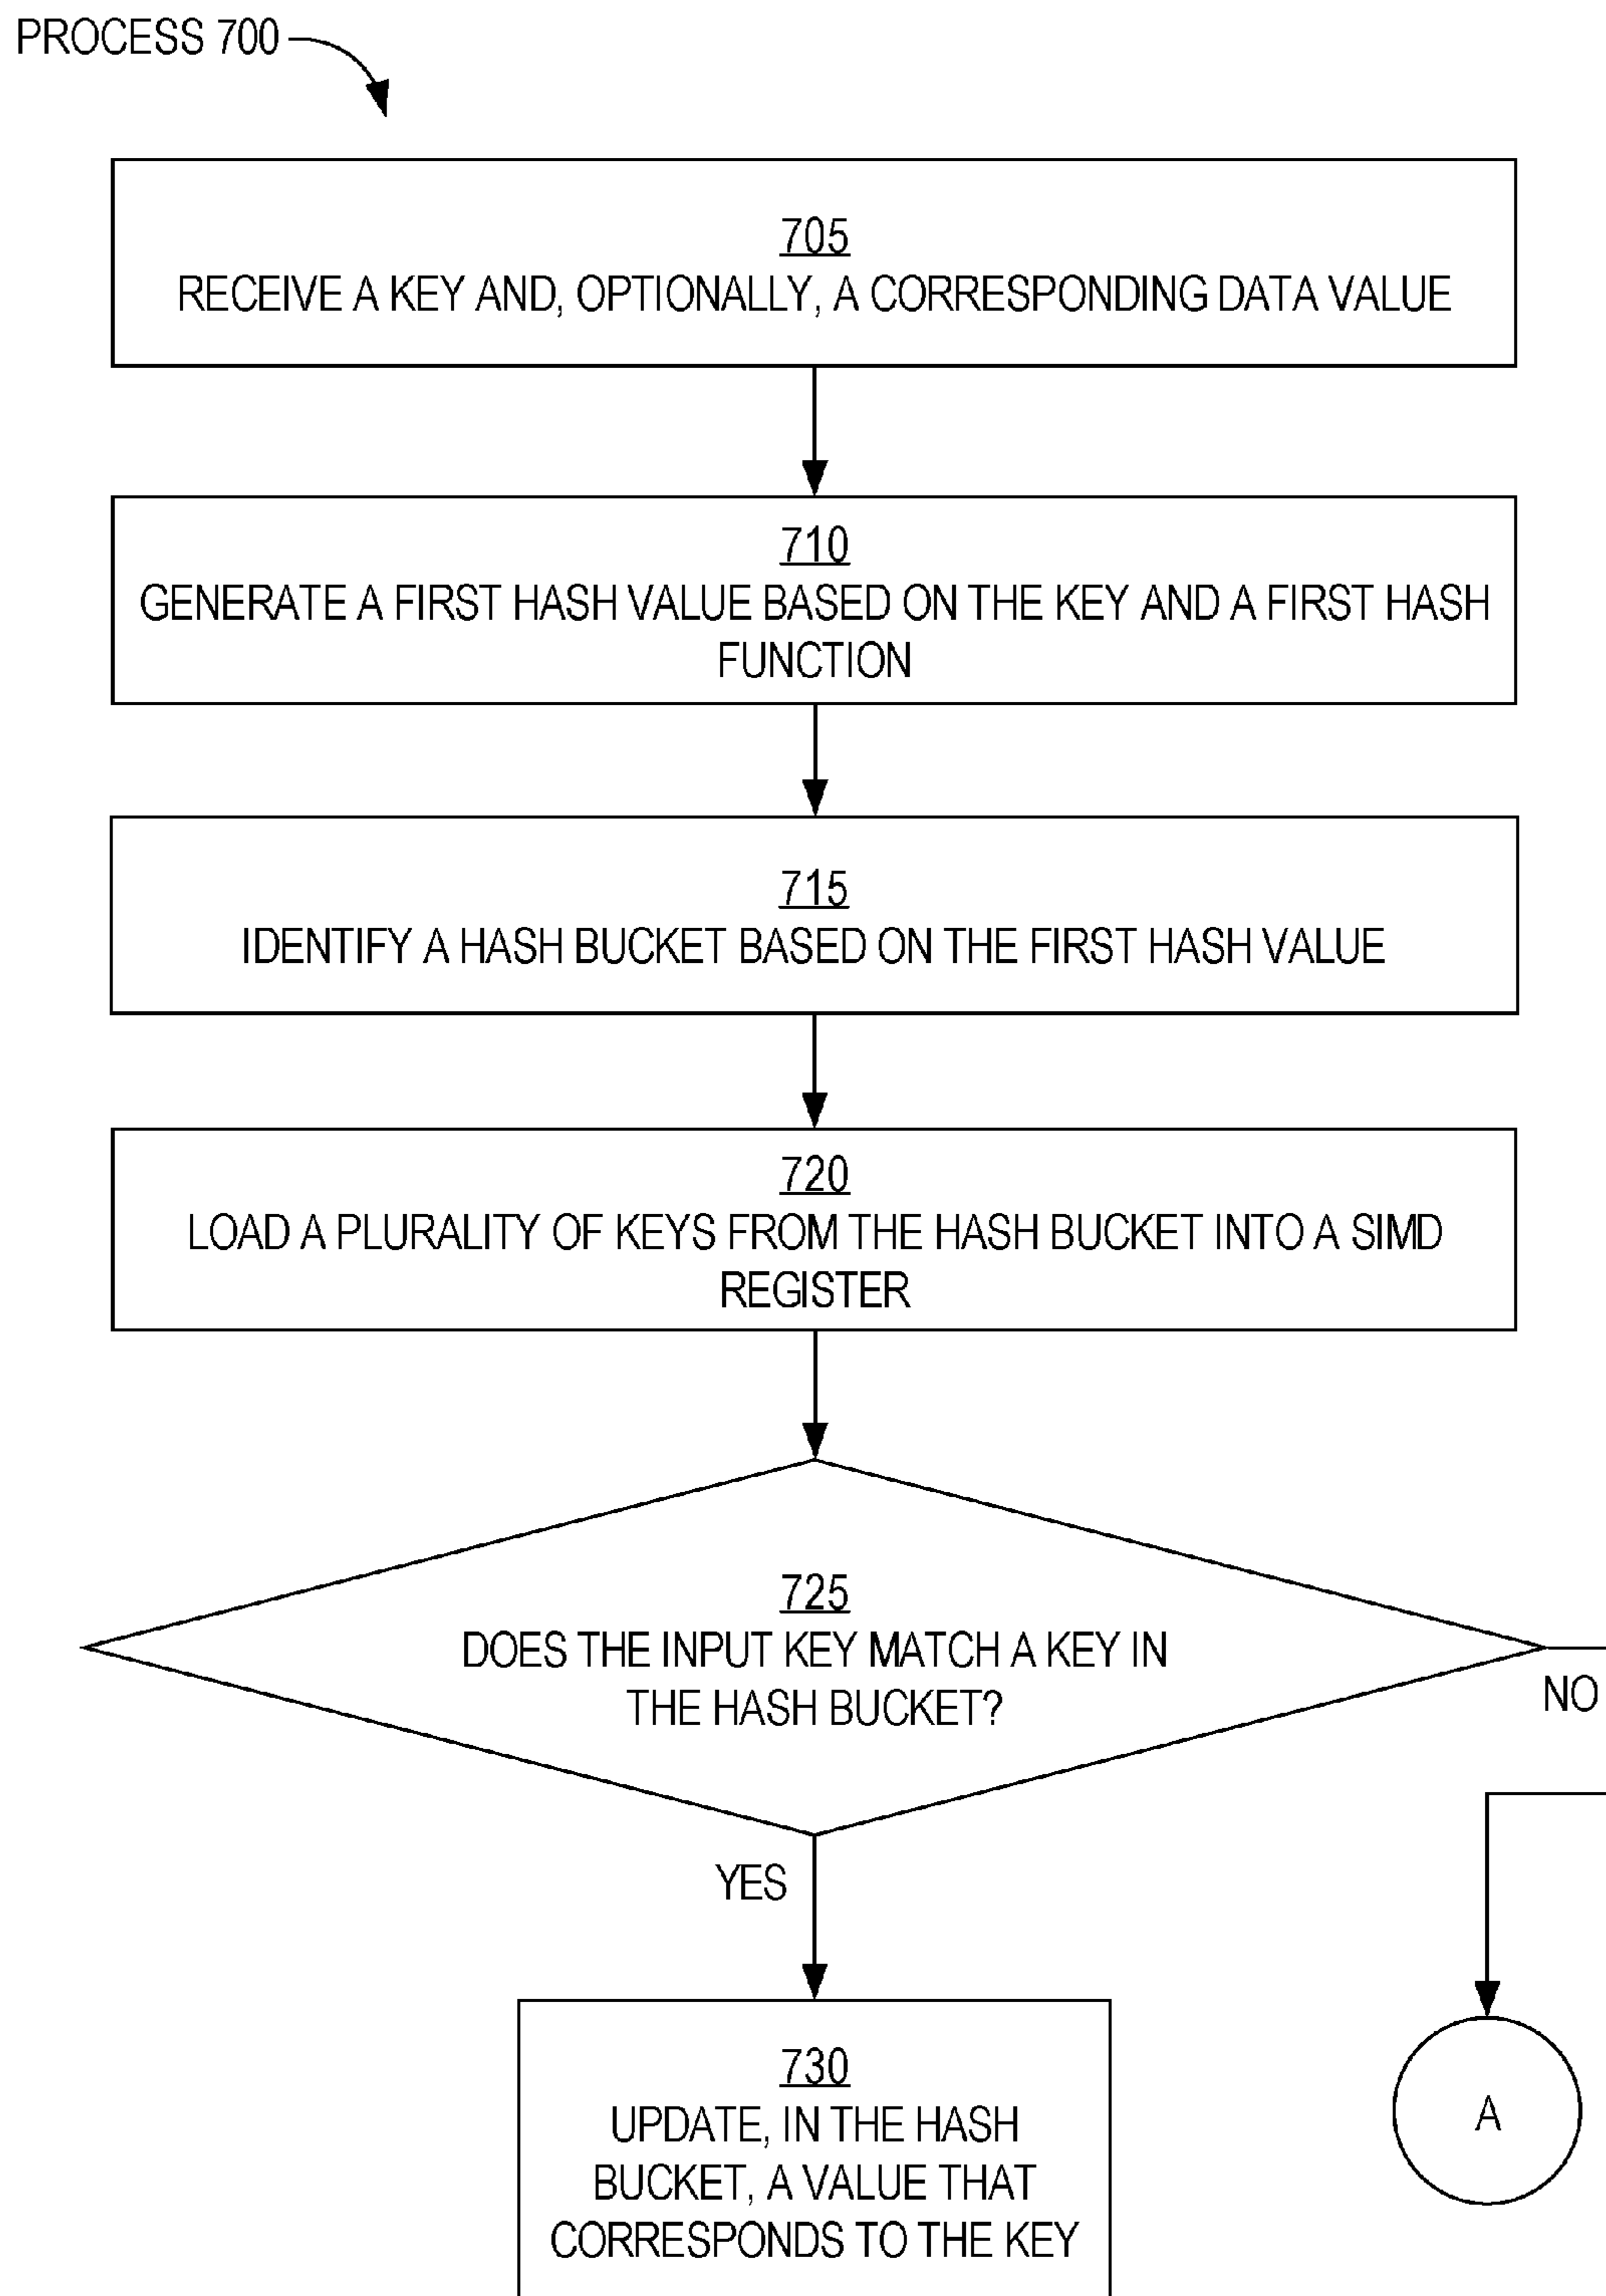 PROCESS 700
705
RECEIVE A KEY AND, OPTIONALLY, A CORRESPONDING DATA VALUE
710
GENERATE A FIRST HASH VALUE BASED ON THE KEY AND A FIRST HASH
FUNCTION
715
IDENTIFY A HASH BUCKET BASED ON THE FIRST HASH VALUE
720
LOAD A PLURALITY OF KEYS FROM THE HASH BUCKET INTO A SIMD
REGISTER
725
DOES THE INPUT KEY MATCH A KEY IN
THE HASH BUCKET?
NO
YES
730
UPDATE, IN THE HASH
BUCKET, A VALUE THAT
CORRESPONDS TO THE KEY
A